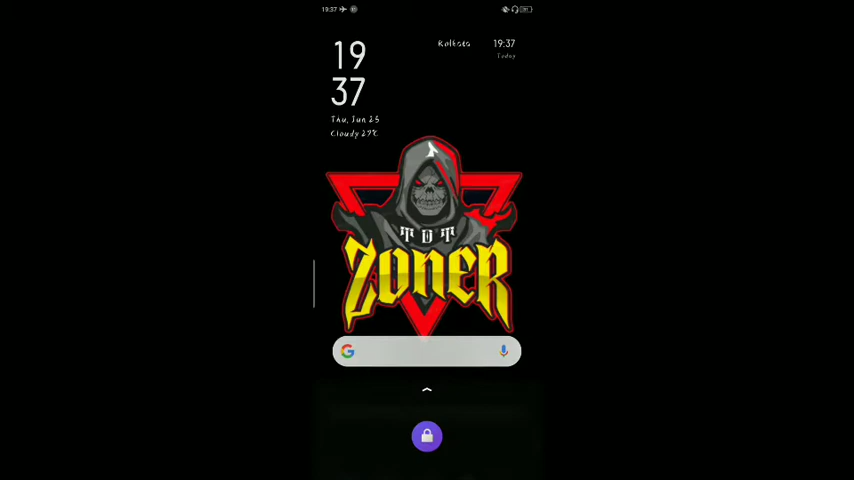 19:37
Kolkata
19:37
Today
19
37
Thu, Jun 25
Cloudy 29℃
TDT
ZONER